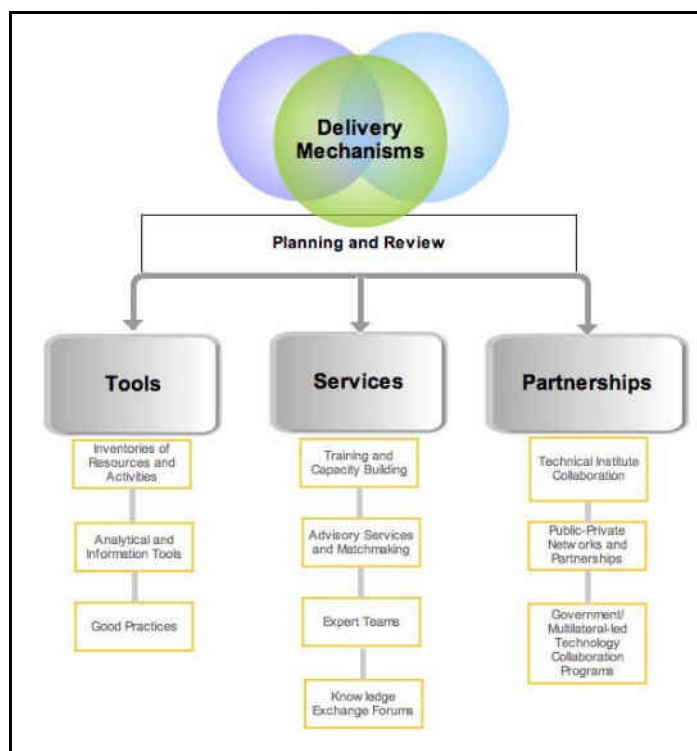 Delivery
Mechanisms
Planning and Review
Tools
Services
Partnerships
Inventories of
Resources and
Activities
Analytical and
Information Tools
Good Practices
Training and
Capacity Building
Advisory Services
and Matchmaking
Expert Teams
Knowledge
Exchange Forums
Technical Institute
Collaboration
Public-Private
Networks and
Partnerships
Government/
Multilateral-led
Technology
Collaboration
Programs